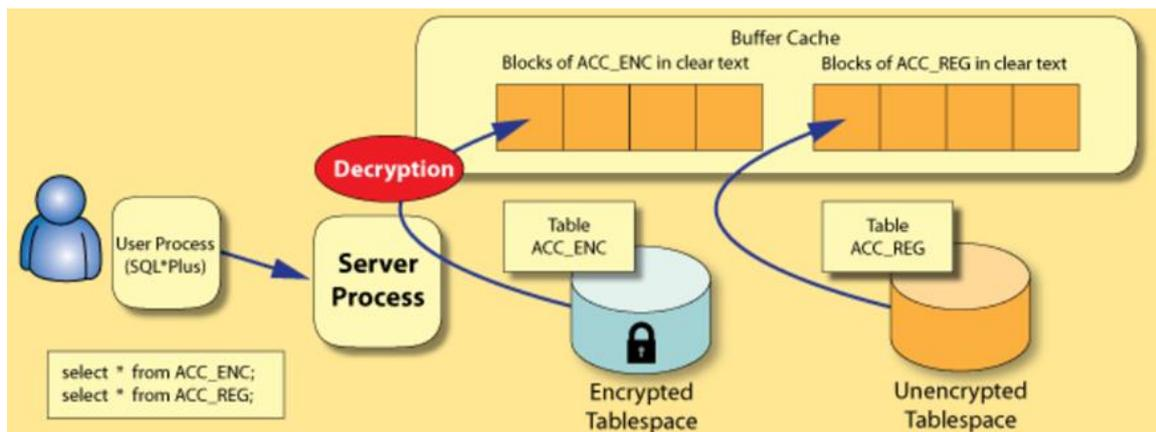 Buffer Cache
Blocks of ACC_ENC in clear text
Blocks of ACC_REG in clear text
Decryption
User Process
(SQL*Plus)
Server
Process
Table
ACC_ENC
Table
ACC_REG
select * from ACC_ENC;
select * from ACC_REG;
Encrypted
Tablespace
Unencrypted
Tablespace